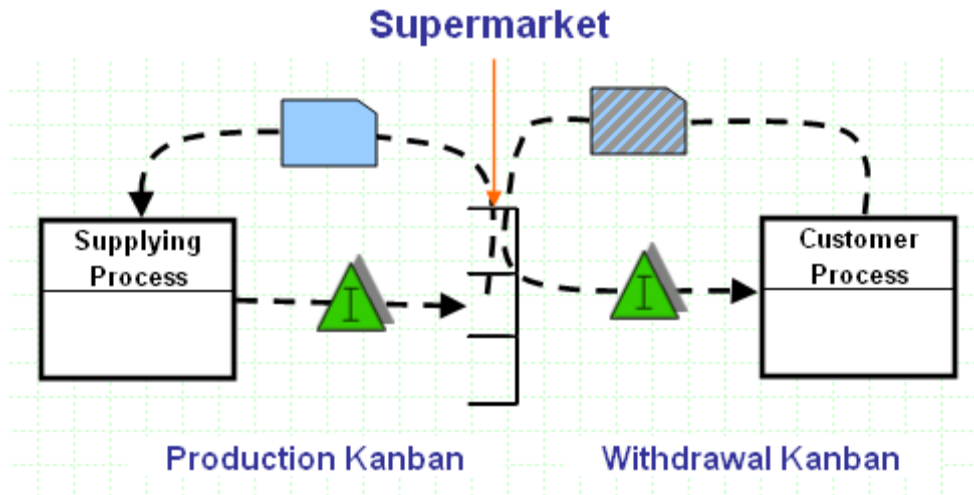 Supermarket
Supplying
Process
Customer
Process
I
I
Production Kanban
Withdrawal Kanban